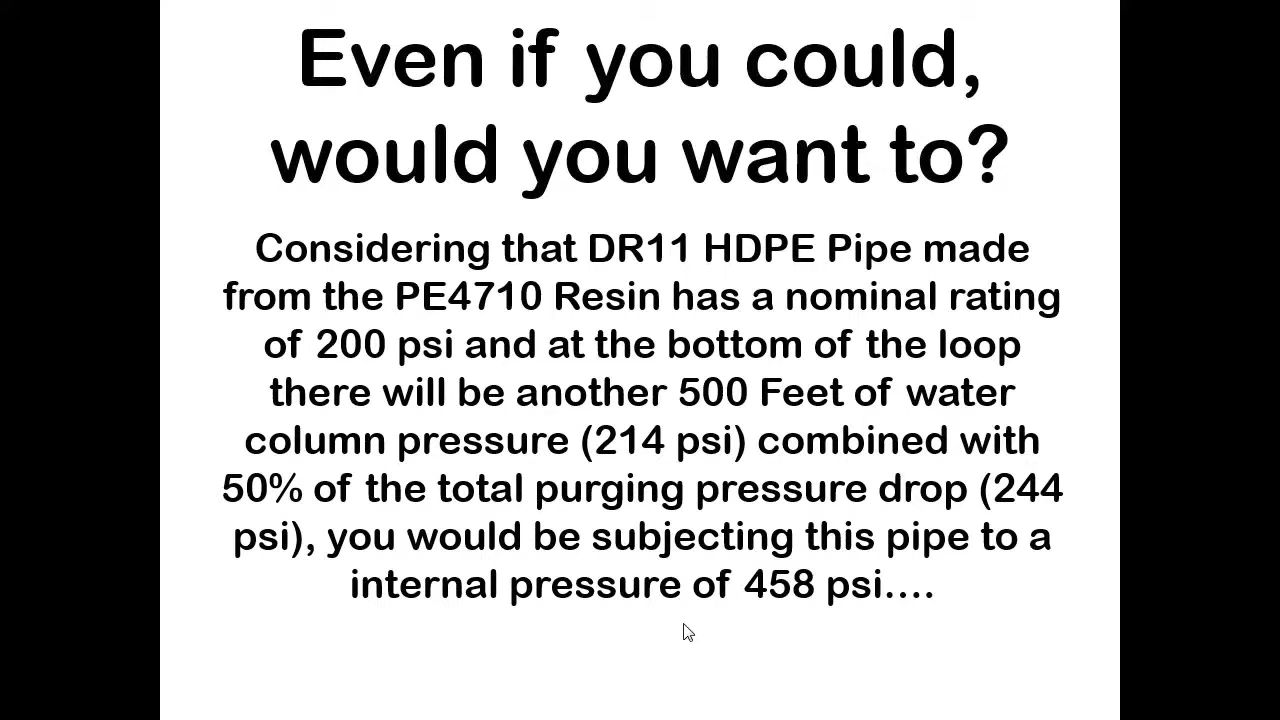 Even if you could,
would you want to?
Considering that DR11 HDPE Pipe made
from the PE4710 Resin has a nominal rating
of 200 psi and at the bottom of the loop
there will be another 500 Feet of water
column pressure (214 psi) combined with
50% of the total purging pressure drop (244
psi), you would be subjecting this pipe to a
internal pressure of 458 psi....